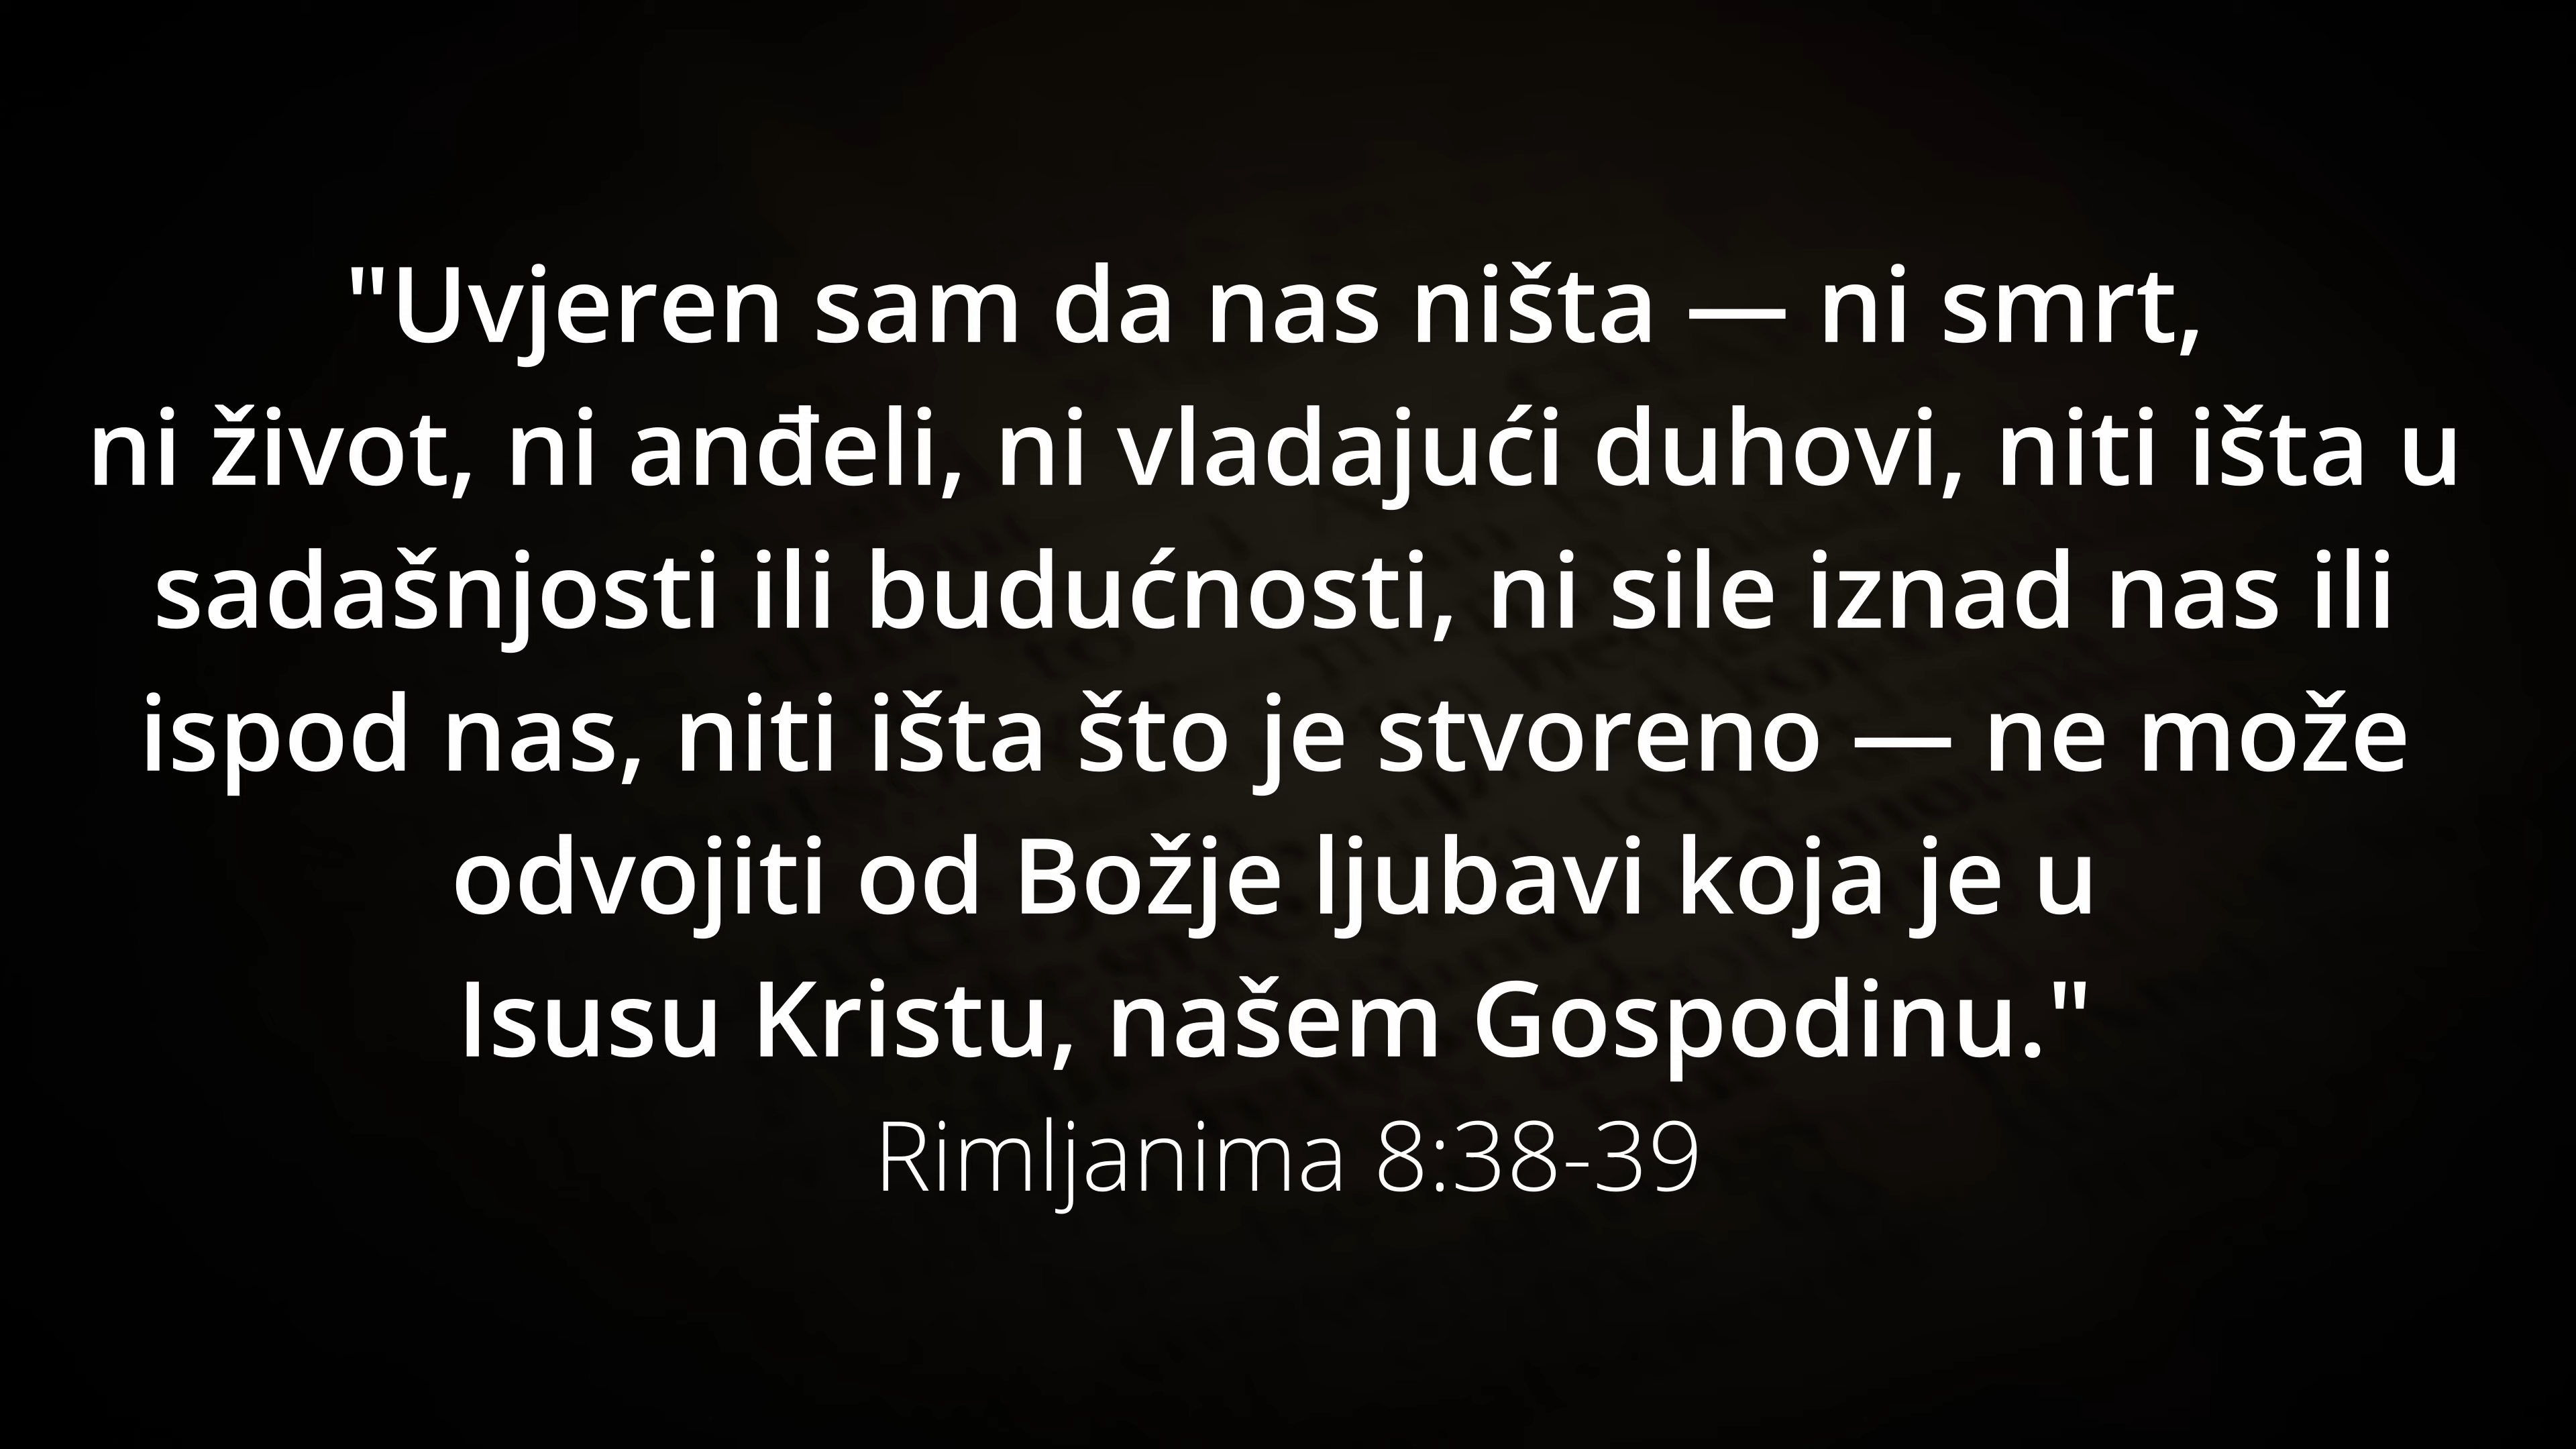 "Uvjeren sam da nas ništa — ni smrt,
ni život, ni anđeli, ni vladajući duhovi, niti išta u
sadašnjosti ili budućnosti, ni sile iznad nas ili
ispod nas, niti išta što je stvoreno — ne može
odvojiti od Božje ljubavi koja je u
Isusu Kristu, našem Gospodinu."
Rimljanima 8:38-39